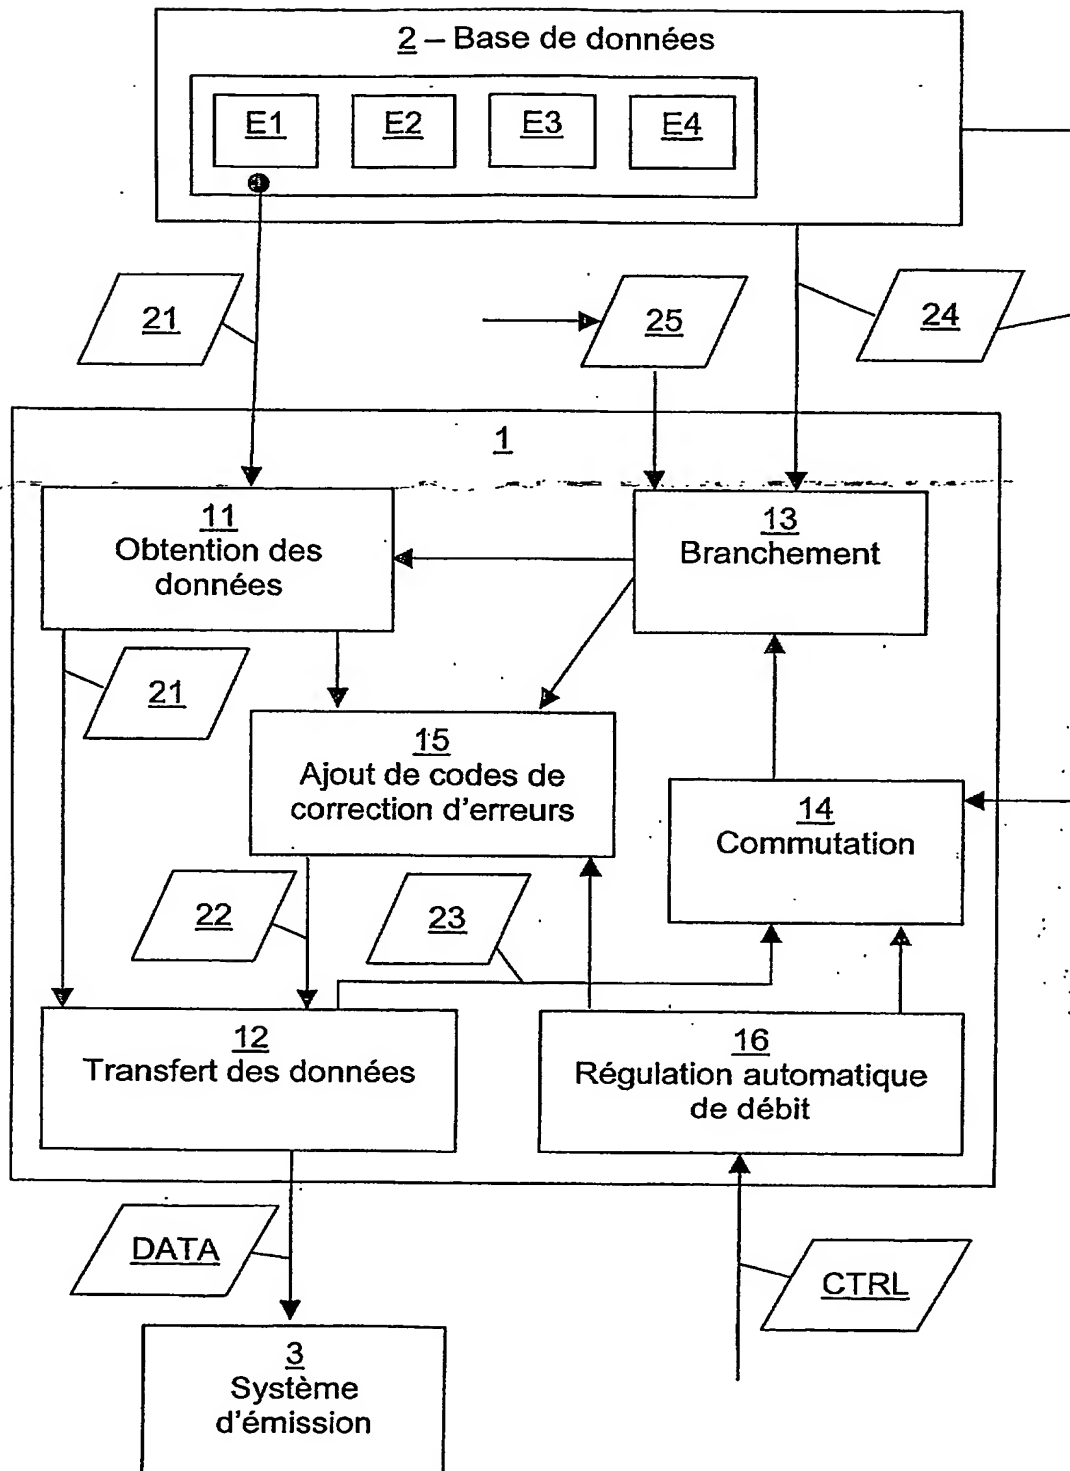 2 – Base de données
E1 E2 E3 E4
21
25
24
1
11
Obtention des
données
13
Branchement
21
15
Ajout de codes de
correction d'erreurs
14
Commutation
22
23
12
Transfert des données
16
Régulation automatique
de débit
DATA
CTRL
3
Système
d'émission